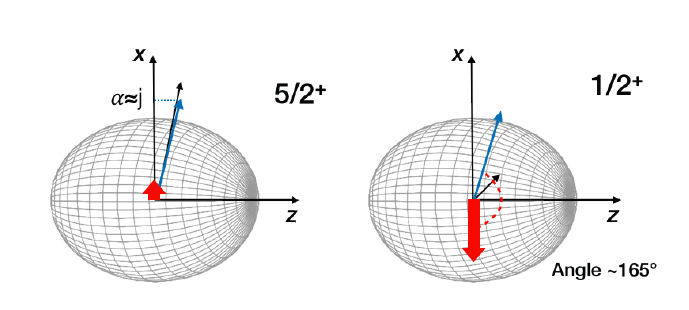 x
α≈j
5/2⁺
z
x
1/2⁺
z
Angle ~165°